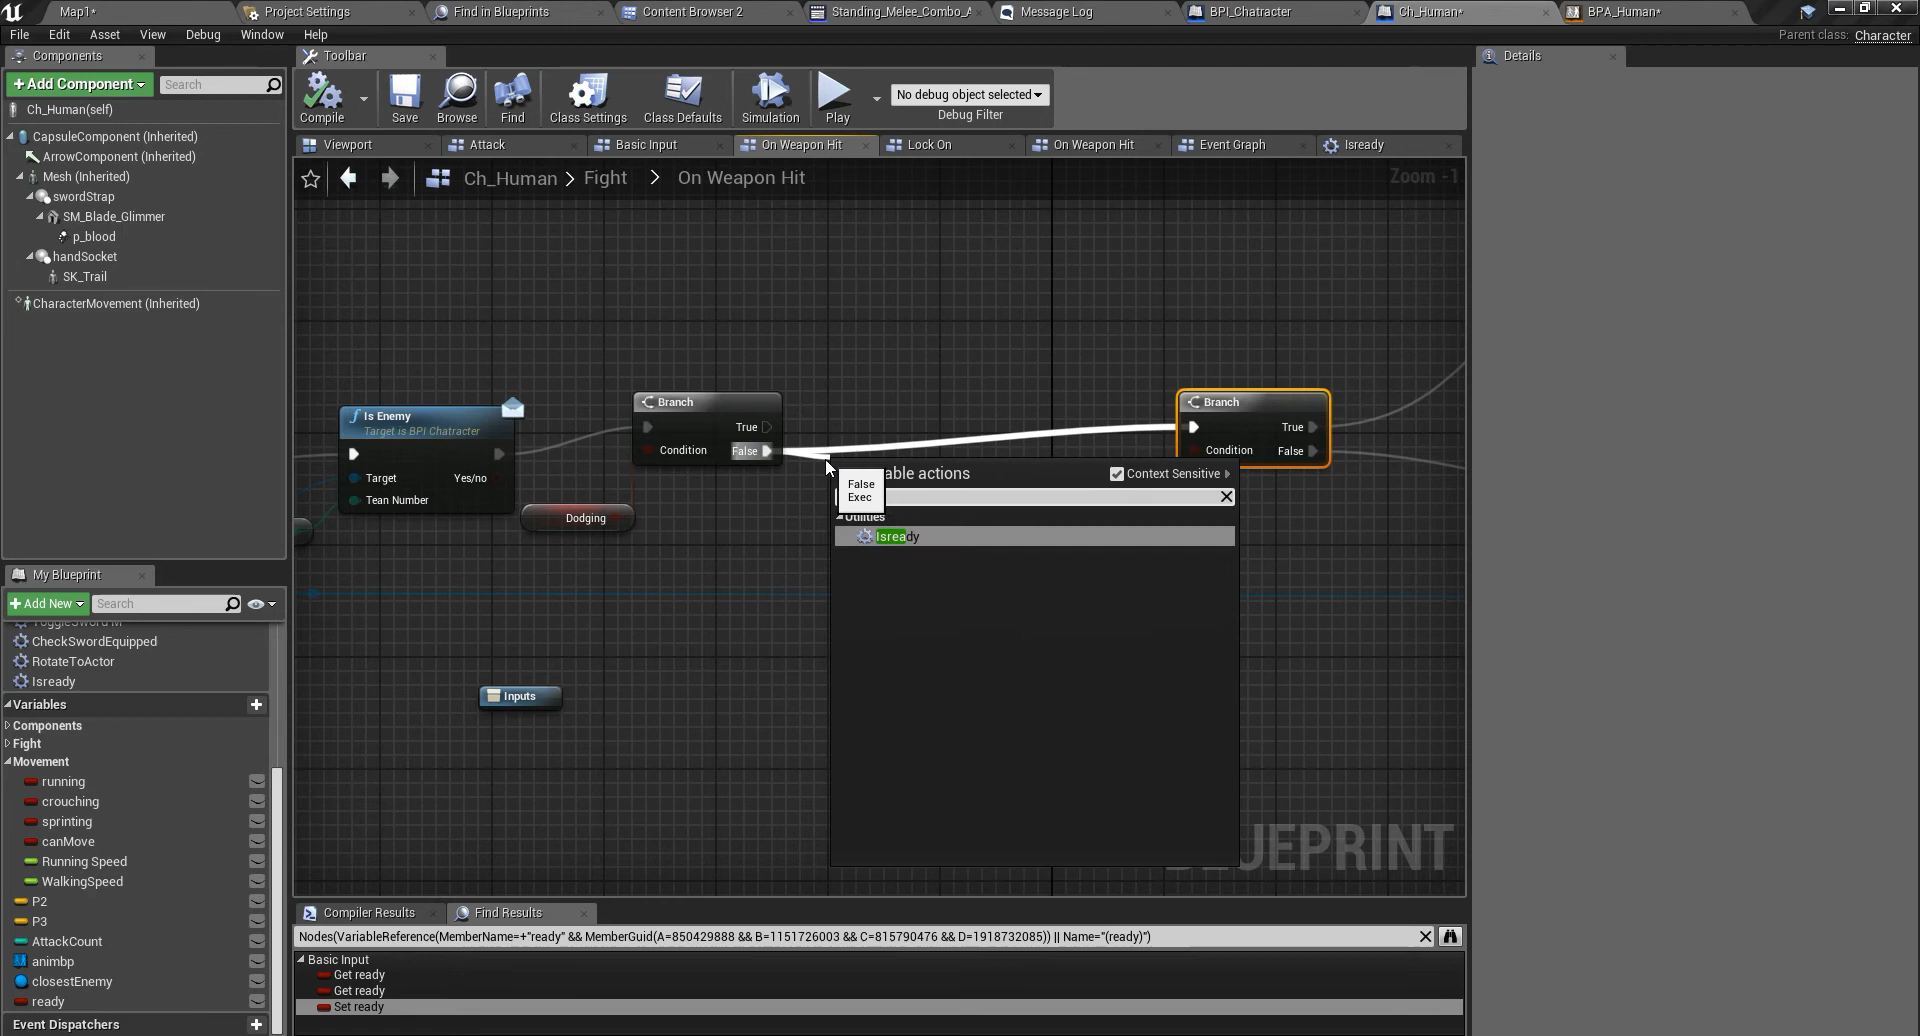 Map1*
Project Settings
Find in Blueprints
Content Browser 2
Standing_Melee_Combo_A
Message Log
BPI_Chatracter
Ch_Human*
BPA_Human*
File Edit Asset View Debug Window Help
Parent class: Character
Components
Toolbar
Details
+Add Component
Search
Ch_Human(self)
CapsuleComponent (Inherited)
ArrowComponent (Inherited)
Mesh (Inherited)
swordStrap
SM_Blade_Glimmer
p_blood
handSocket
SK_Trail
CharacterMovement (Inherited)
Compile
Save
Browse
Find
Class Settings
Class Defaults
Simulation
Play
No debug object selected
Debug Filter
Viewport
Attack
Basic Input
On Weapon Hit
Lock On
On Weapon Hit
Event Graph
Isready
Ch_Human > Fight > On Weapon Hit
Zoom -1
Is Enemy
Target is BPI Chatracter
Target
Yes/no
Tean Number
Dodging
Branch
True
Condition
False
Branch
True
Condition
False
able actions
Context Sensitive
False
Exec
Utilities
Isready
Inputs
My Blueprint
+Add New
Search
ToggleSword M
CheckSwordEquipped
RotateToActor
Isready
Variables
Components
Fight
Movement
running
crouching
sprinting
canMove
Running Speed
WalkingSpeed
P2
P3
AttackCount
animbp
closestEnemy
ready
Event Dispatchers
UEPRINT
Compiler Results
Find Results
Nodes(VariableReference(MemberName=+"ready" && MemberGuid(A=850429888 && B=1151726003 && C=815790476 && D=1918732085)) || Name="(ready)")
Basic Input
Get ready
Get ready
Set ready